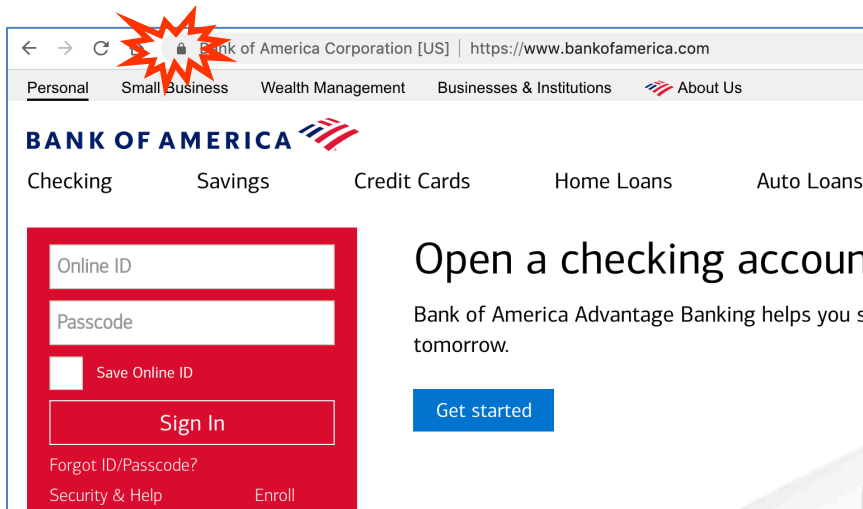 Bank of America Corporation [US] | https://www.bankofamerica.com
Personal Small Business Wealth Management Businesses & Institutions About Us
BANK OF AMERICA
Checking Savings Credit Cards Home Loans Auto Loans
Online ID
Passcode
Save Online ID
Sign In
Forgot ID/Passcode?
Security & Help Enroll
Open a checking accoun
Bank of America Advantage Banking helps you s
tomorrow.
Get started